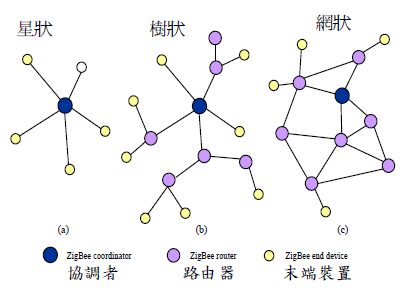 星狀
樹狀
網狀
(a)
(b)
(c)
ZigBee coordinator
ZigBee router
ZigBee end device
協調者
路由器
末端裝置